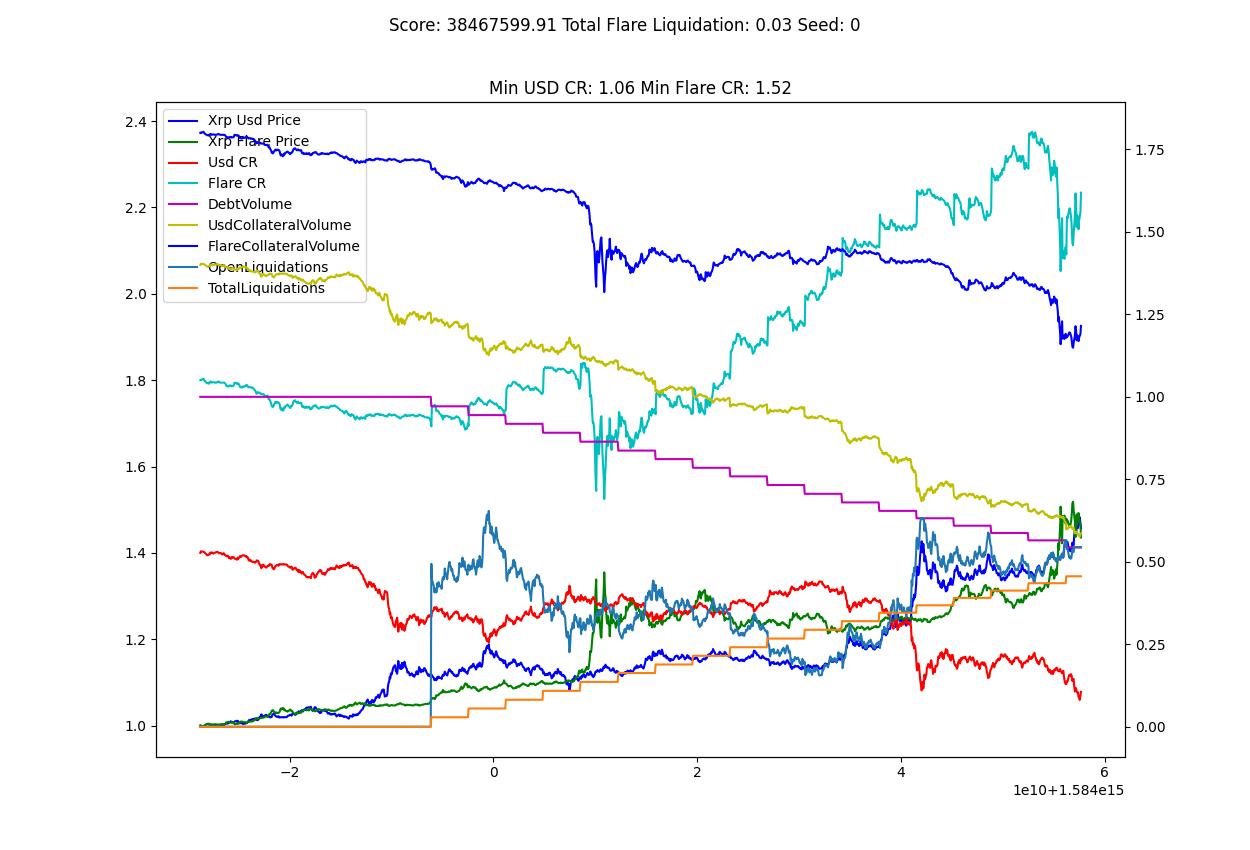 Score: 38467599.91 Total Flare Liquidation: 0.03 Seed: 0
Min USD CR: 1.06 Min Flare CR: 1.52
Xrp Usd Price
Xrp Flare Price
Usd CR
Flare CR
DebtVolume
UsdCollateralVolume
FlareCollateralVolume
OpenLiquidations
TotalLiquidations
2.4
2.2
2.0
1.8
1.6
1.4
1.2
1.0
1.75
1.50
1.25
1.00
0.75
0.50
0.25
0.00
−2
0
2
4
6
1e10+1.584e15